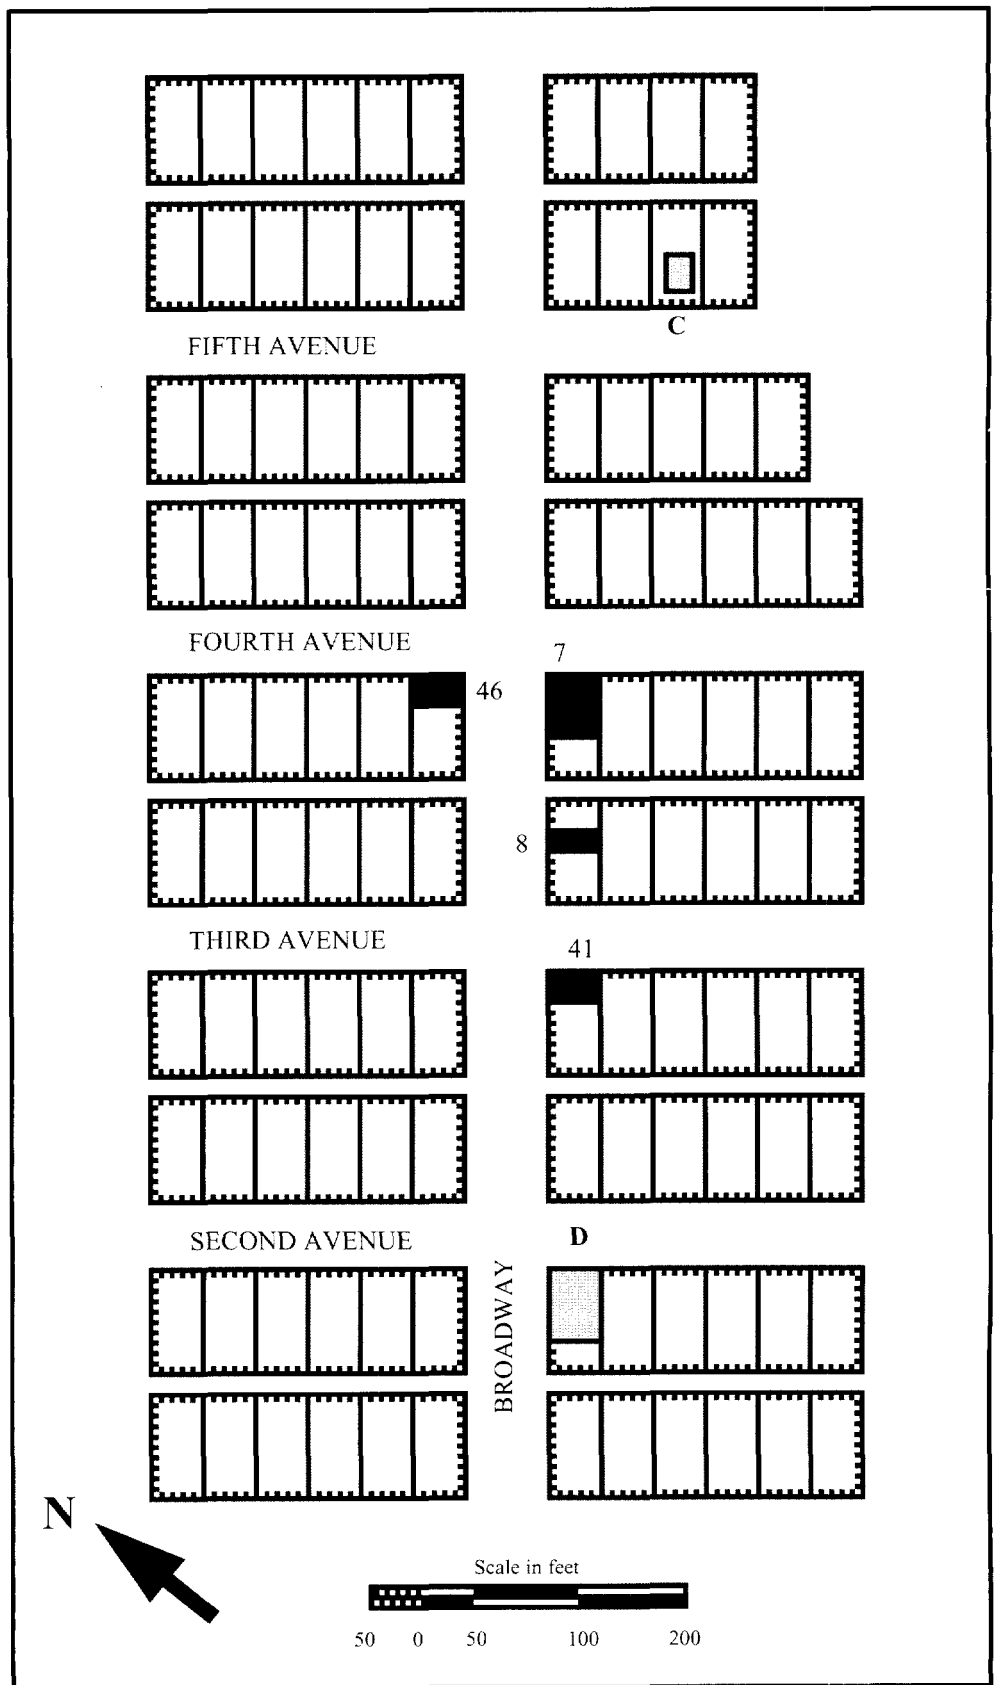 C
FIFTH AVENUE
FOURTH AVENUE
7
46
8
THIRD AVENUE
41
SECOND AVENUE
D
BROADWAY
N
Scale in feet
50 0 50 100 200